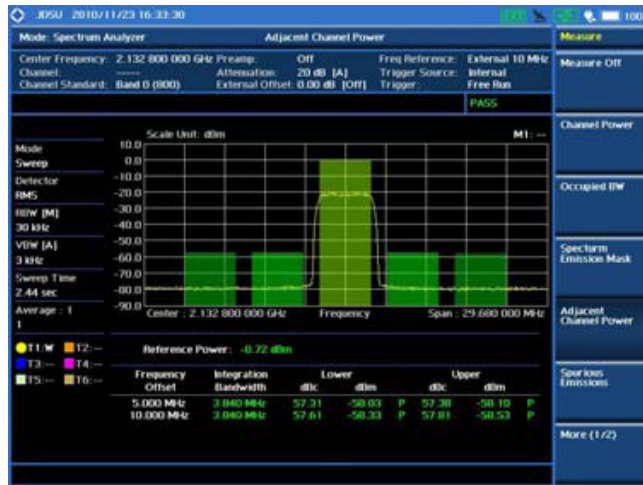 JDSU 2010/11/23 16:33:30
EXT
100
Mode: Spectrum Analyzer
Adjacent Channel Power
Measure
Center Frequency: 2.132 800 000 GHz Preamp: Off Freq Reference: External 10 MHz
Channel: ----- Attenuation: 20 dB [A] Trigger Source: Internal
Channel Standard: Band 0 (800) External Offset: 0.00 dB [Off] Trigger: Free Run
PASS
Measure Off
Channel Power
Occupied BW
Specturm
Emission Mask
Adjacent
Channel Power
Spurious
Emissions
More (1/2)
Mode
Sweep
Detector
RMS
RBW [M]
30 kHz
VBW [A]
3 kHz
Sweep Time
2.44 sec
Average : 1
1
T1:W T2:--
T3:-- T4:--
T5:-- T6:--
Scale Unit: dBm
M1: --
10.0
0.0
-10.0
-20.0
-30.0
-40.0
-50.0
-60.0
-70.0
-80.0
-90.0
Center : 2.132 800 000 GHz Frequency Span : 29.680 000 MHz
Reference Power: -0.72 dBm
Frequency Integration Lower Upper
Offset Bandwidth dBc dBm dBc dBm
5.000 MHz 3.840 MHz 57.31 -58.03 P 57.38 -58.10 P
10.000 MHz 3.840 MHz 57.61 -58.33 P 57.81 -58.53 P